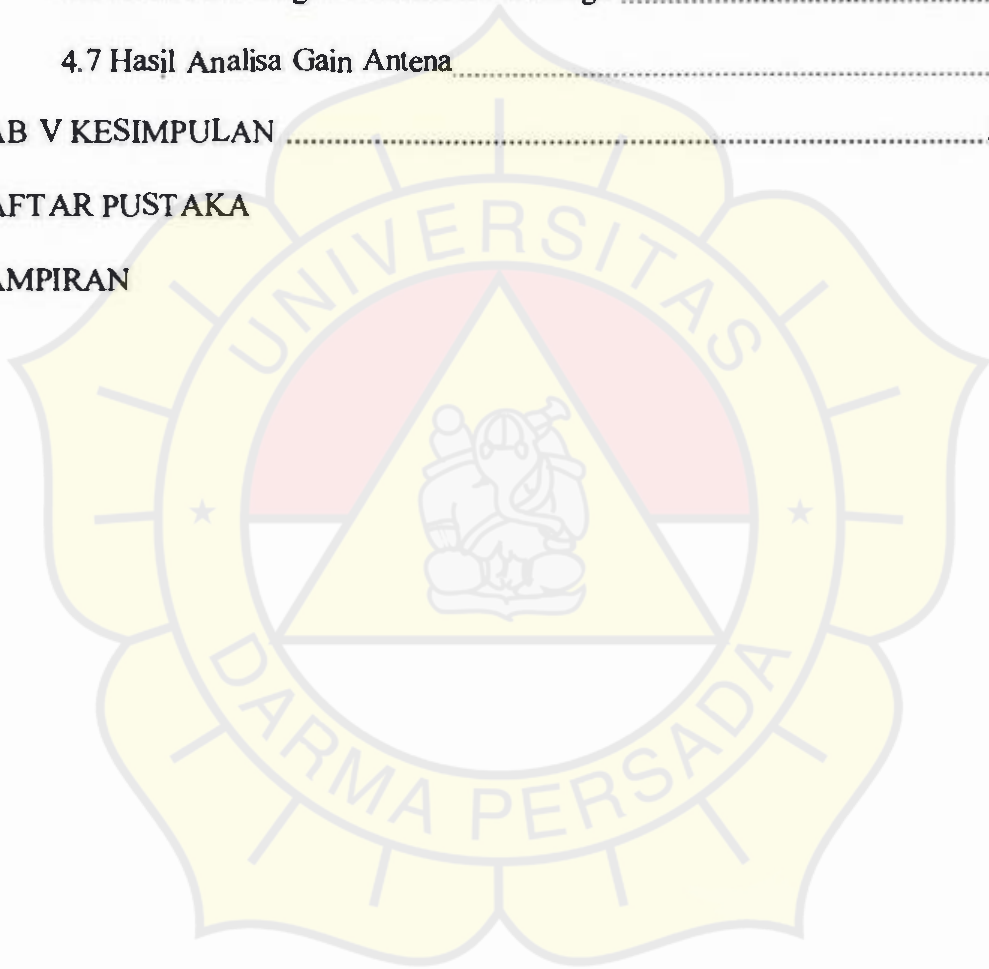 4.7 Hasil Analisa Gain Antena
AB V KESIMPULAN
AFTAR PUSTAKA
AMPIRAN
UNIVERSITAS
DARMA PERSADA